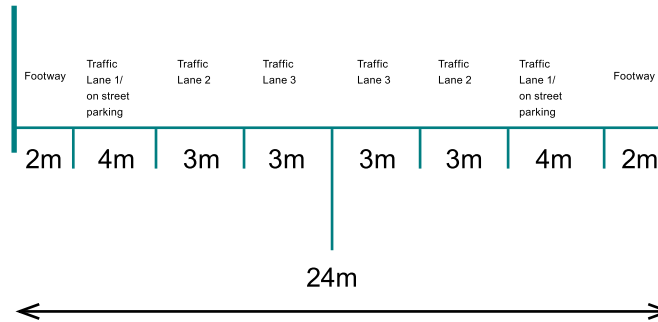 Footway
Traffic
Lane 1/
on street
parking
Traffic
Lane 2
Traffic
Lane 3
Traffic
Lane 3
Traffic
Lane 2
Traffic
Lane 1/
on street
parking
Footway
2m
4m
3m
3m
3m
3m
4m
2m
24m